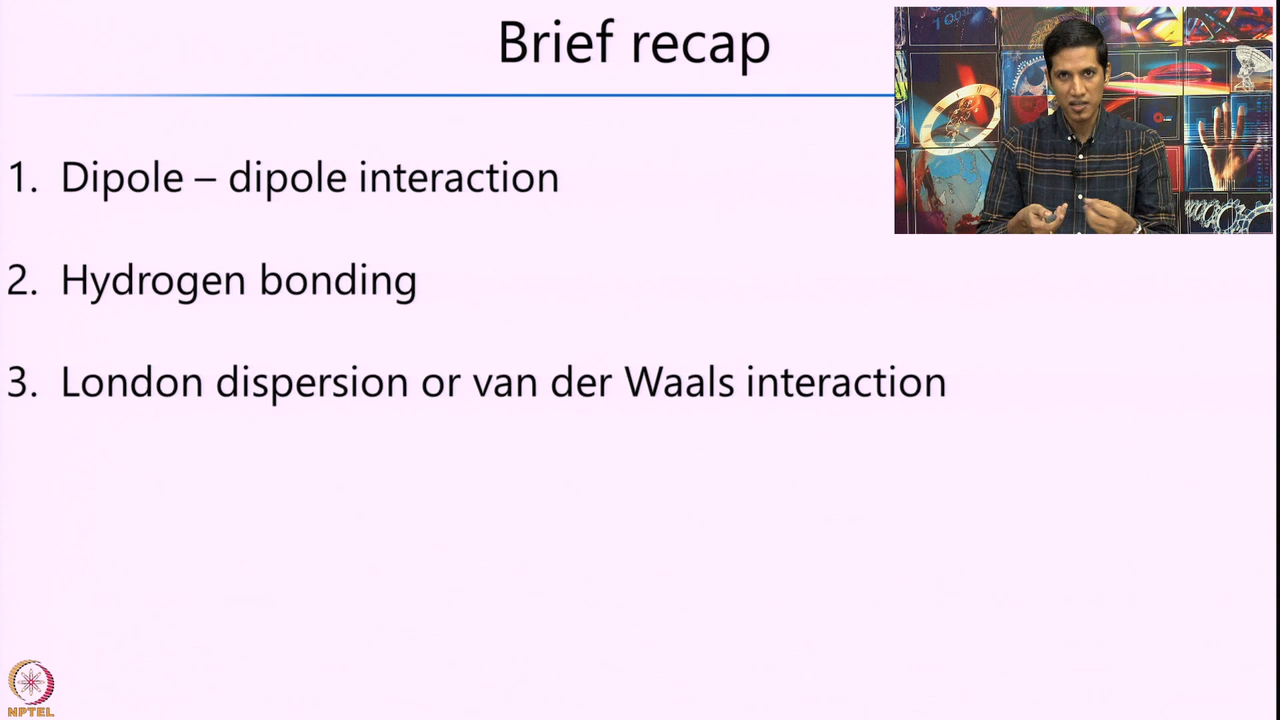 Brief recap
1. Dipole – dipole interaction
2. Hydrogen bonding
3. London dispersion or van der Waals interaction
NPTEL